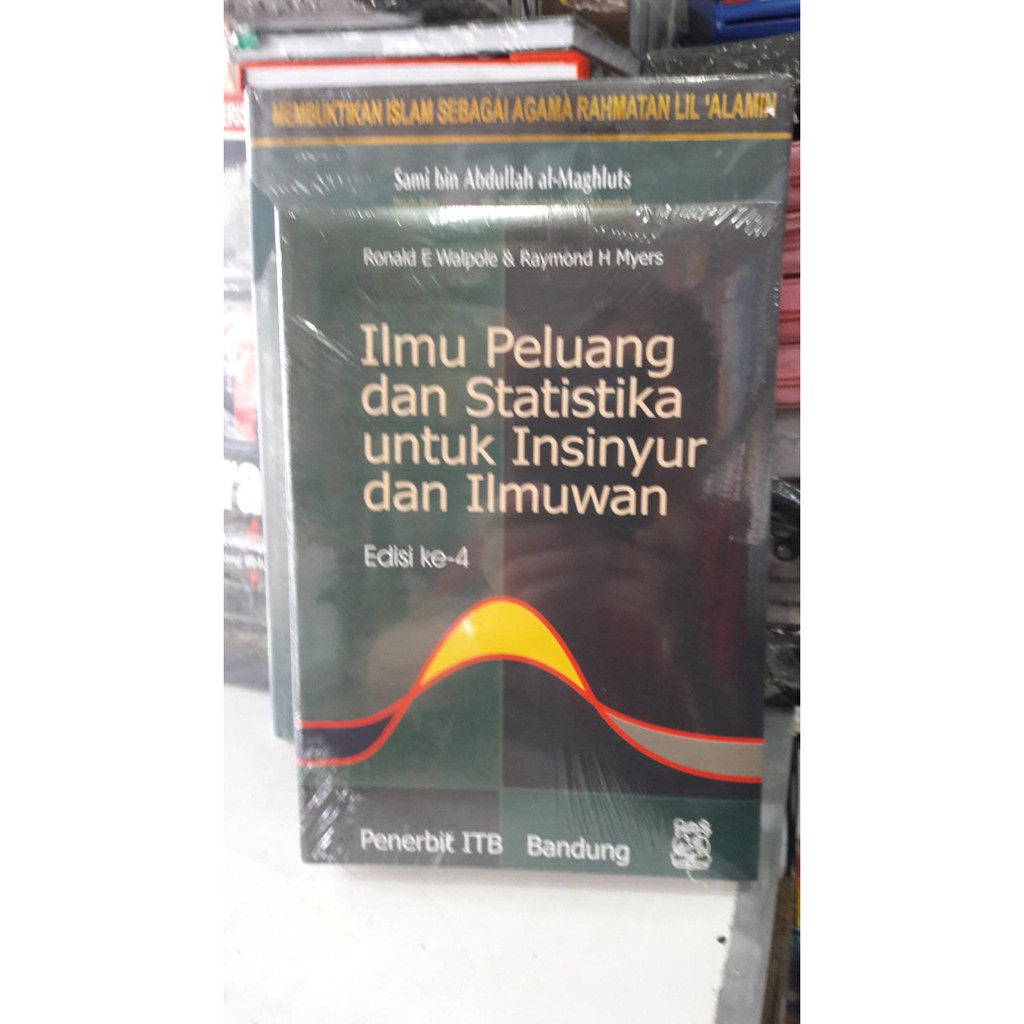 MEMBUKTIKAN ISLAM SEBAGAI AGAMA RAHMATAN LIL 'ALAMIN
Sami bin Abdullah al-Maghluts
Ronald E Walpole & Raymond H Myers
Ilmu Peluang
dan Statistika
untuk Insinyur
dan Ilmuwan
Edisi ke-4
Penerbit ITB Bandung